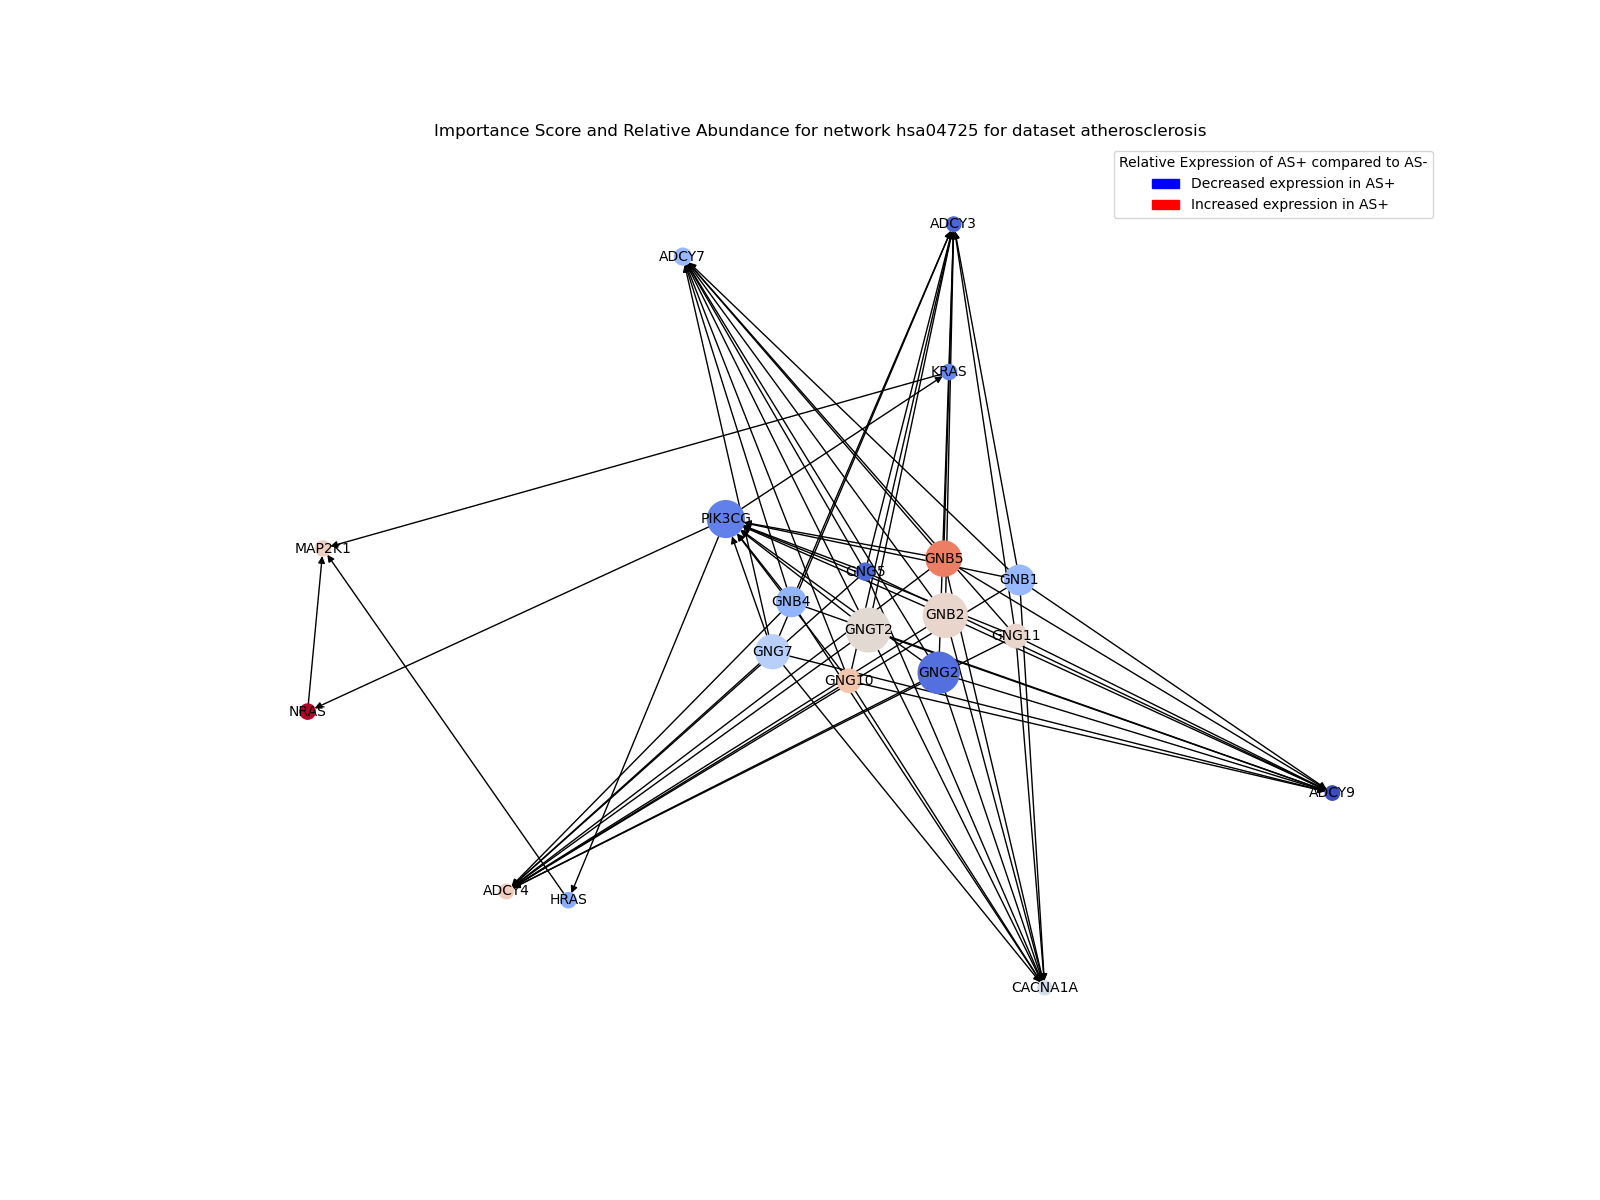 Importance Score and Relative Abundance for network hsa04725 for dataset atherosclerosis
Relative Expression of AS+ compared to AS-
Decreased expression in AS+
Increased expression in AS+
ADCY3
ADCY7
KRAS
PIK3CG
MAP2K1
GNB5
GNG5
GNB1
GNB4
GNB2
GNGT2
GNG11
GNG7
GNG2
GNG10
NRAS
ADCY9
ADCY4
HRAS
CACNA1A